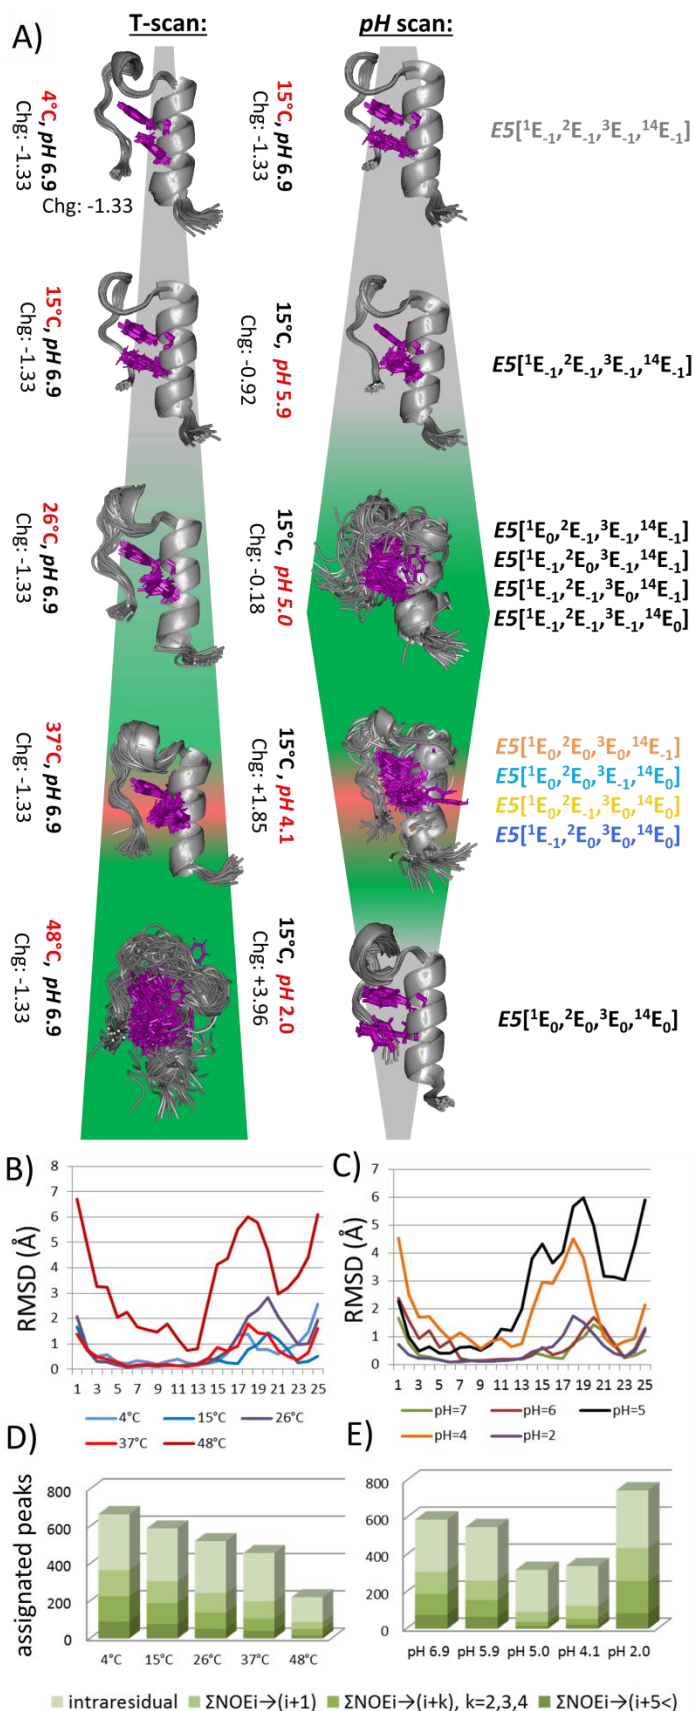 T-scan:
pH scan:
A)
4°C, pH 6.9
Chg: -1.33
Chg: -1.33
15°C, pH 6.9
Chg: -1.33
E5[¹E₋₁,²E₋₁,³E₋₁,¹⁴E₋₁]
15°C, pH 6.9
Chg: -1.33
15°C, pH 5.9
Chg: -0.92
E5[¹E₋₁,²E₋₁,³E₋₁,¹⁴E₋₁]
26°C, pH 6.9
Chg: -1.33
15°C, pH 5.0
Chg: -0.18
E5[¹E₀,²E₋₁,³E₋₁,¹⁴E₋₁]
E5[¹E₋₁,²E₀,³E₋₁,¹⁴E₋₁]
E5[¹E₋₁,²E₋₁,³E₀,¹⁴E₋₁]
E5[¹E₋₁,²E₋₁,³E₋₁,¹⁴E₀]
37°C, pH 6.9
Chg: -1.33
15°C, pH 4.1
Chg: +1.85
E5[¹E₀,²E₀,³E₀,¹⁴E₋₁]
E5[¹E₀,²E₀,³E₋₁,¹⁴E₀]
E5[¹E₀,²E₋₁,³E₀,¹⁴E₀]
E5[¹E₋₁,²E₀,³E₀,¹⁴E₀]
48°C, pH 6.9
Chg: -1.33
15°C, pH 2.0
Chg: +3.96
E5[¹E₀,²E₀,³E₀,¹⁴E₀]
B)
RMSD (Å)
8
7
6
5
4
3
2
1
0
1 3 5 7 9 11 13 15 17 19 21 23 25
4°C 15°C 26°C
37°C 48°C
C)
RMSD (Å)
7
6
5
4
3
2
1
0
1 3 5 7 9 11 13 15 17 19 21 23 25
pH=7 pH=6 pH=5
pH=4 pH=2
D)
assignated peaks
800
600
400
200
0
4°C 15°C 26°C 37°C 48°C
E)
800
600
400
200
0
pH 6.9 pH 5.9 pH 5.0 pH 4.1 pH 2.0
intraresidual ΣNOEi→(i+1) ΣNOEi→(i+k), k=2,3,4 ΣNOEi→(i+5<)